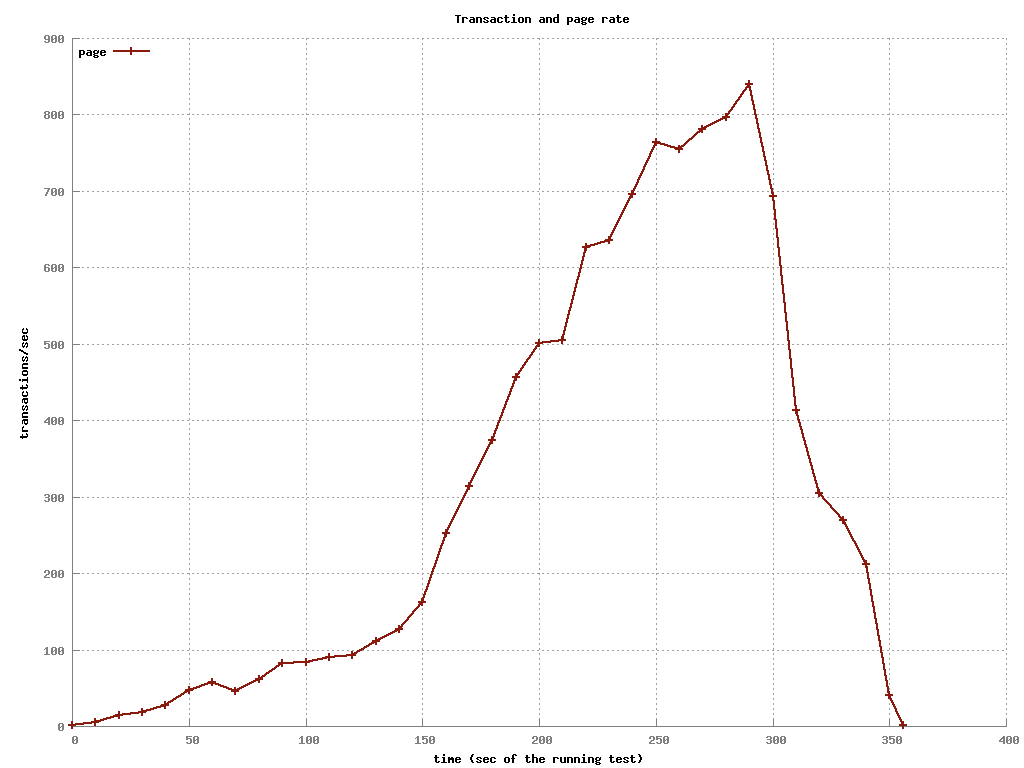 Transaction and page rate
900
page
800
700
600
500
400
300
200
100
0
transactions/sec
0 50 100 150 200 250 300 350 400
time (sec of the running test)